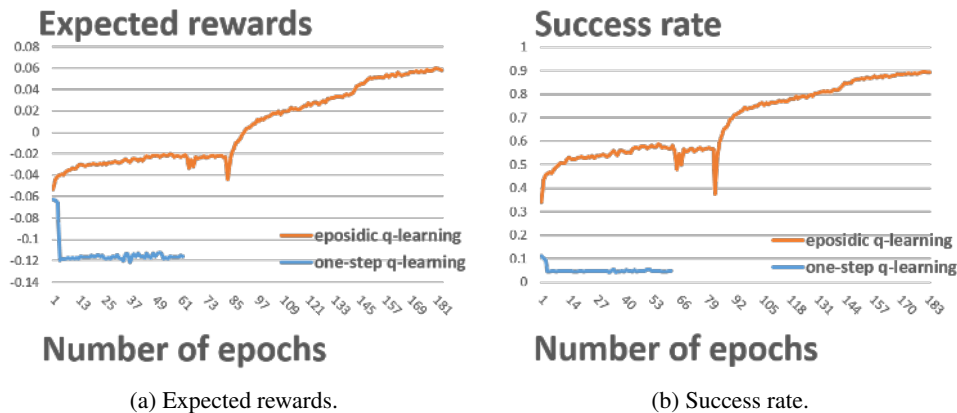 Expected rewards
0.08
0.06
0.04
0.02
0
-0.02
-0.04
-0.06
-0.08
-0.1
-0.12
-0.14
eposidic q-learning
one-step q-learning
1 13 25 37 49 61 73 85 97 109 121 133 145 157 169 181
Number of epochs
(a) Expected rewards.
Success rate
1
0.9
0.8
0.7
0.6
0.5
0.4
0.3
0.2
0.1
0
eposidic q-learning
one-step q-learning
1 14 27 40 53 66 79 92 105 118 131 144 157 170 183
Number of epochs
(b) Success rate.